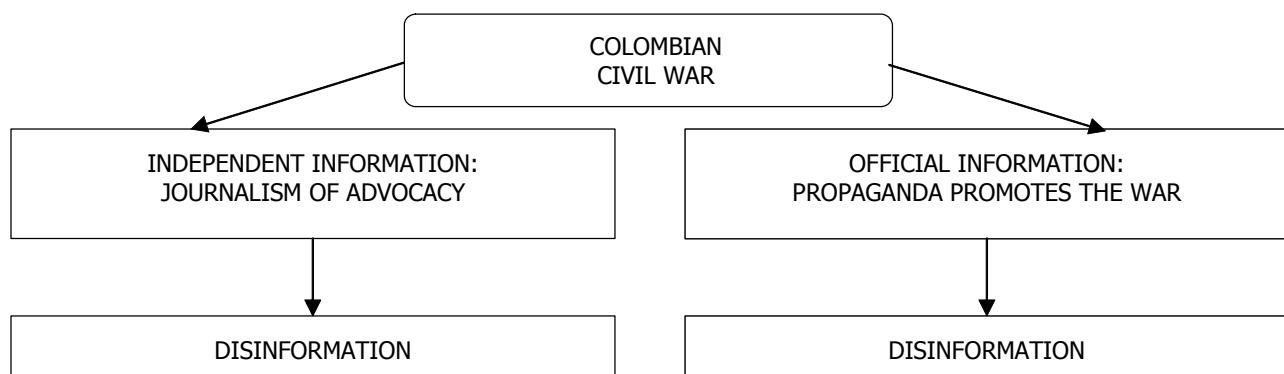 COLOMBIAN
CIVIL WAR
INDEPENDENT INFORMATION:
JOURNALISM OF ADVOCACY
OFFICIAL INFORMATION:
PROPAGANDA PROMOTES THE WAR
DISINFORMATION
DISINFORMATION